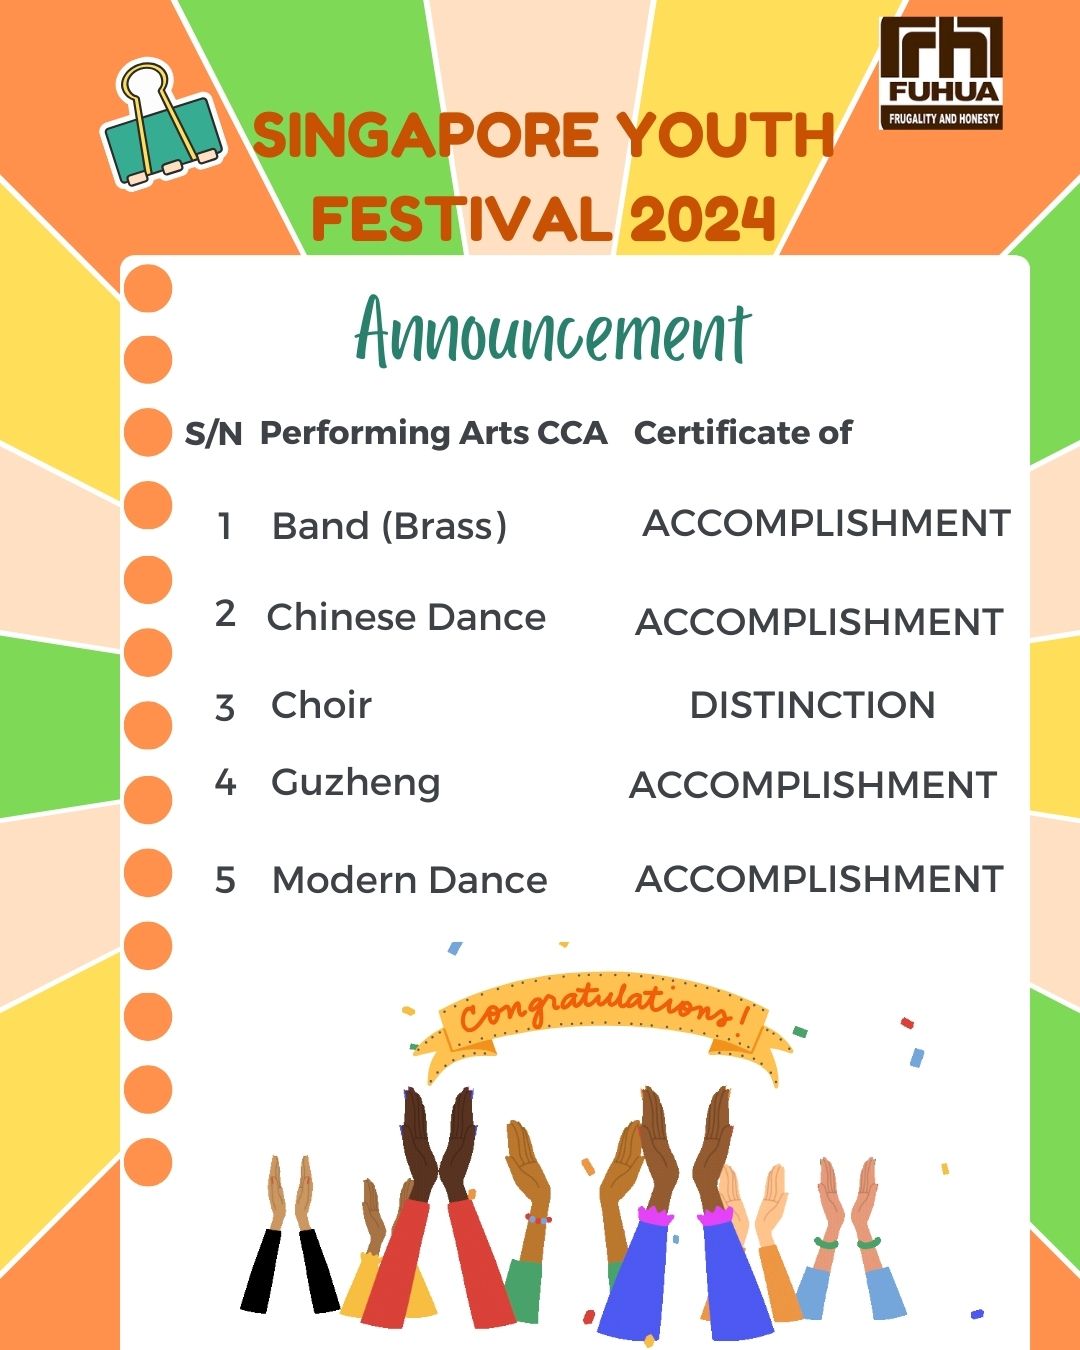 FUHUA
FRUGALITY AND HONESTY
SINGAPORE YOUTH
FESTIVAL 2024
Announcement
S/N Performing Arts CCA Certificate of
1 Band (Brass) ACCOMPLISHMENT
2 Chinese Dance ACCOMPLISHMENT
3 Choir DISTINCTION
4 Guzheng ACCOMPLISHMENT
5 Modern Dance ACCOMPLISHMENT
Congratulations!